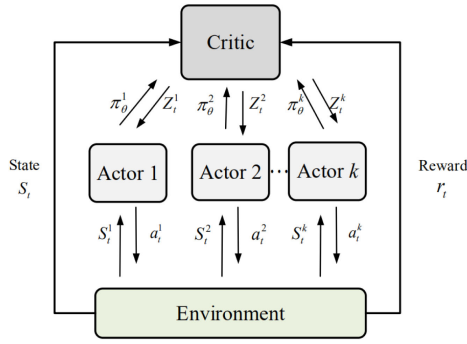 Critic
π_θ^1 Z_t^1 π_θ^2 Z_t^2 π_θ^k Z_t^k
State
S_t
Reward
r_t
Actor 1 Actor 2 ··· Actor k
S_t^1 a_t^1 S_t^2 a_t^2 S_t^k a_t^k
Environment